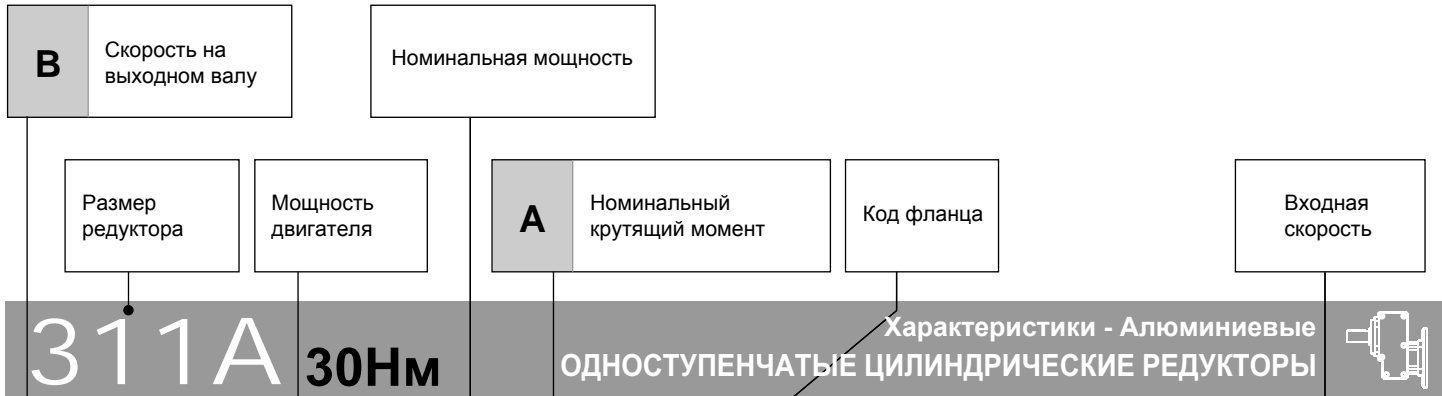 B
Скорость на
выходном валу
Номинальная мощность
Размер
редуктора
Мощность
двигателя
A
Номинальный
крутящий момент
Код фланца
Входная
скорость
311A 30Нм
Характеристики - Алюминиевые
ОДНОСТУПЕНЧАТЫЕ ЦИЛИНДРИЧЕСКИЕ РЕДУКТОРЫ